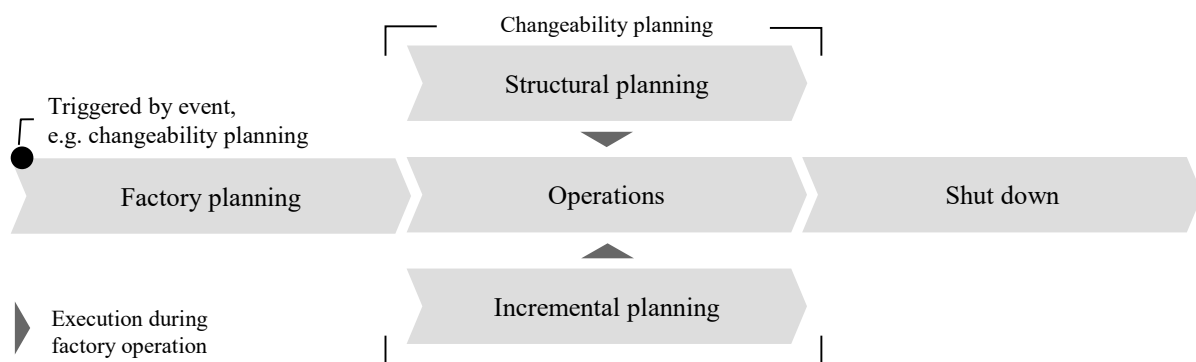 Changeability planning
Structural planning
Triggered by event,
e.g. changeability planning
Factory planning
Operations
Shut down
Incremental planning
Execution during
factory operation